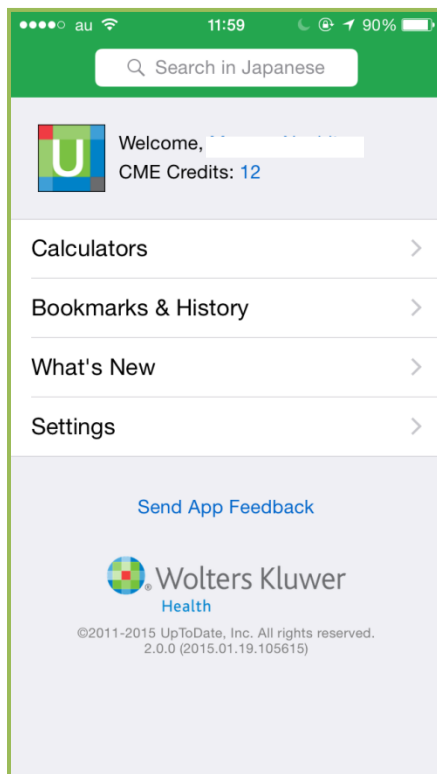 au 11:59 90%
Search in Japanese
U
Welcome,
CME Credits: 12
Calculators
Bookmarks & History
What's New
Settings
Send App Feedback
Wolters Kluwer
Health
©2011-2015 UpToDate, Inc. All rights reserved.
2.0.0 (2015.01.19.105615)